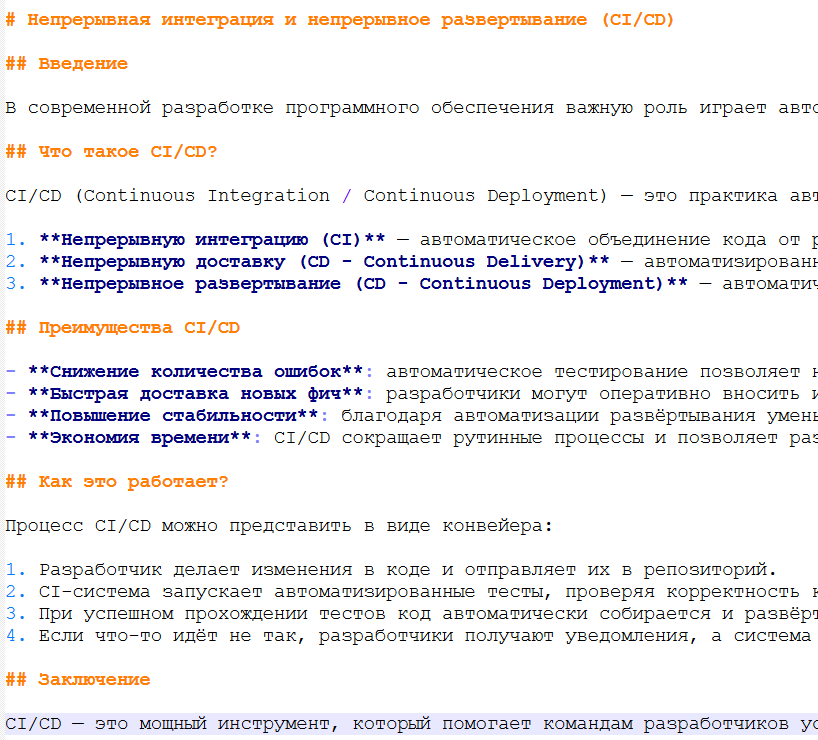 # Непрерывная интеграция и непрерывное развертывание (CI/CD)
## Введение
В современной разработке программного обеспечения важную роль играет авто
## Что такое CI/CD?
CI/CD (Continuous Integration / Continuous Deployment) — это практика авт
1. **Непрерывную интеграцию (CI)** — автоматическое объединение кода от р
2. **Непрерывную доставку (CD - Continuous Delivery)** — автоматизированн
3. **Непрерывное развертывание (CD - Continuous Deployment)** — автоматич
## Преимущества CI/CD
- **Снижение количества ошибок**: автоматическое тестирование позволяет н
- **Быстрая доставка новых фич**: разработчики могут оперативно вносить и
- **Повышение стабильности**: благодаря автоматизации развёртывания умень
- **Экономия времени**: CI/CD сокращает рутинные процессы и позволяет раз
## Как это работает?
Процесс CI/CD можно представить в виде конвейера:
1. Разработчик делает изменения в коде и отправляет их в репозиторий.
2. CI-система запускает автоматизированные тесты, проверяя корректность к
3. При успешном прохождении тестов код автоматически собирается и развёрт
4. Если что-то идёт не так, разработчики получают уведомления, а система
## Заключение
CI/CD — это мощный инструмент, который помогает командам разработчиков ус